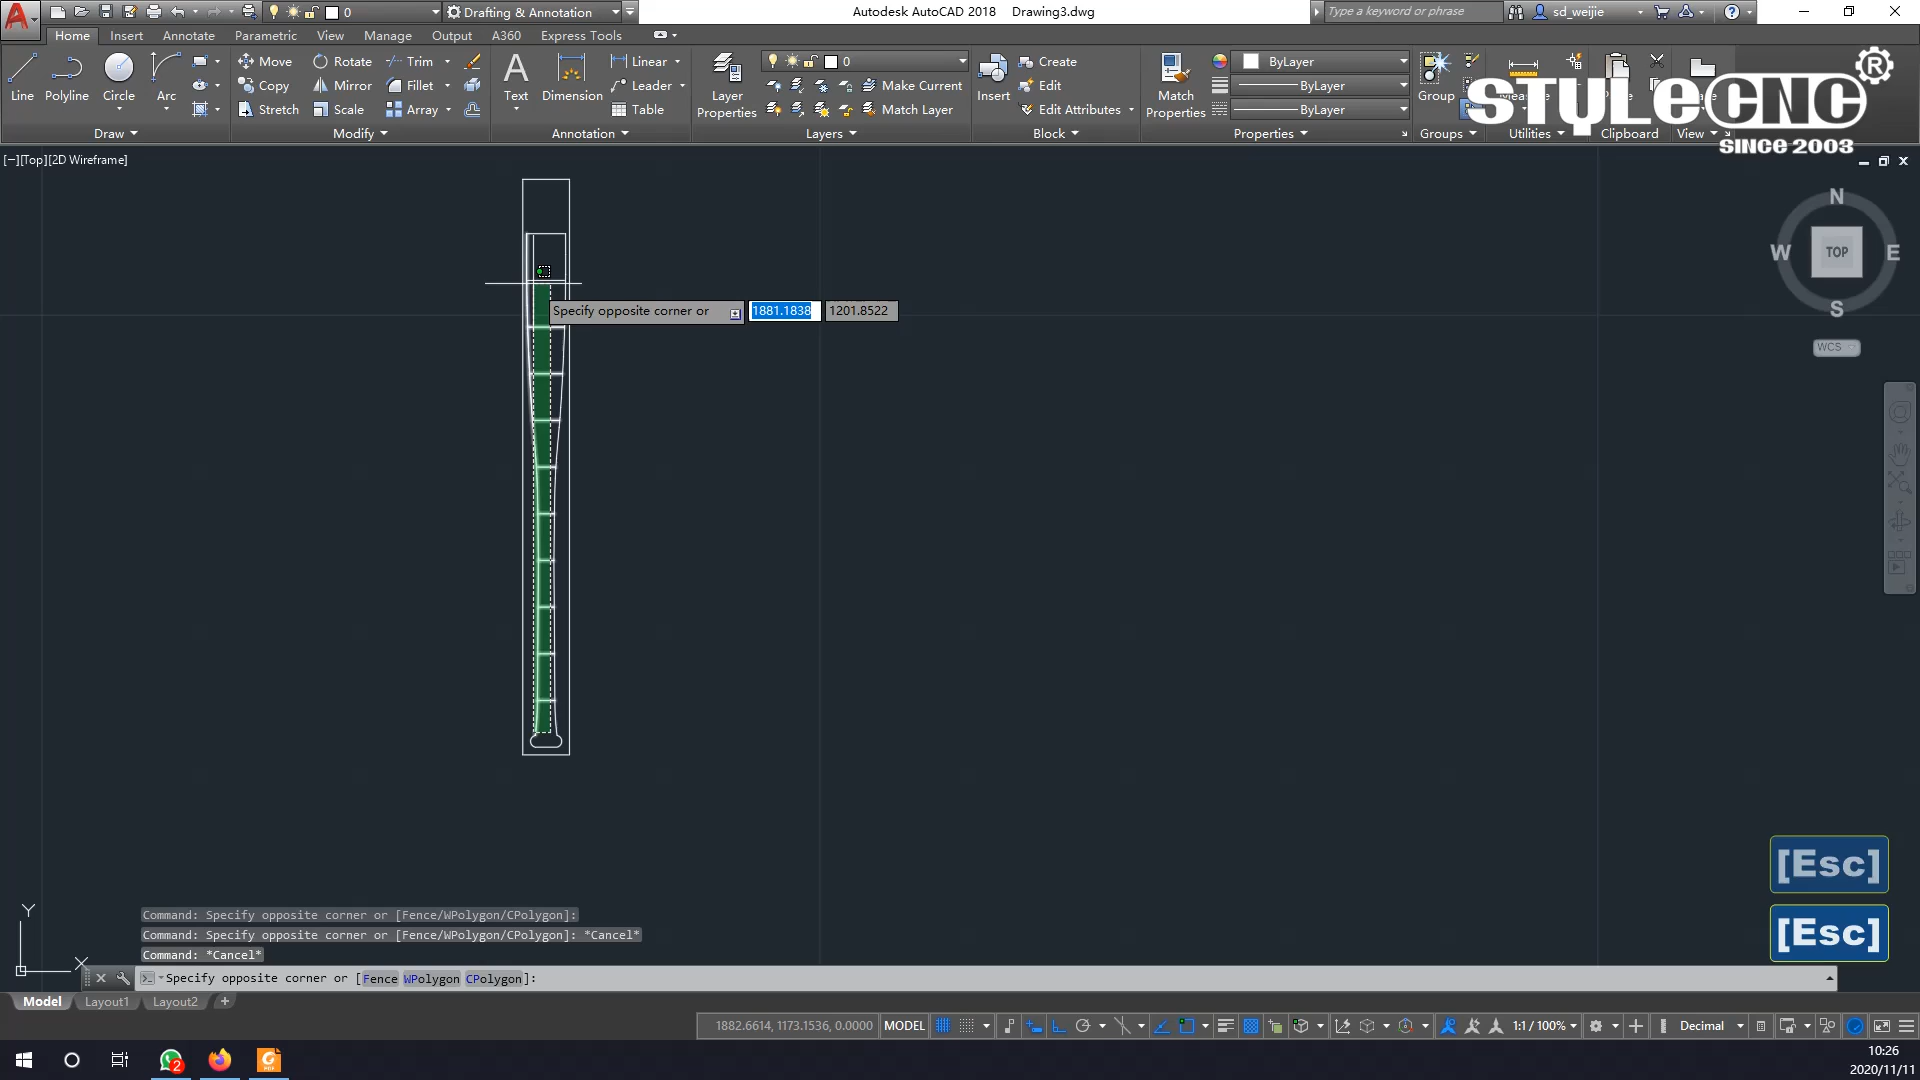 0
Drafting & Annotation
Autodesk AutoCAD 2018 Drawing3.dwg
Type a keyword or phrase
sd_weijie
Home Insert Annotate Parametric View Manage Output A360 Express Tools
Line Polyline Circle Arc
Move Rotate Trim
Copy Mirror Fillet
Stretch Scale Array
Text Dimension
Linear
Leader
Table
Layer
Properties
0
Make Current
Match Layer
Insert
Create
Edit
Edit Attributes
Match
Properties
ByLayer
ByLayer
ByLayer
Group
STYLECNC®
SINCE 2003
Draw Modify Annotation Layers Block Properties Groups Utilities Clipboard View
[−][Top][2D Wireframe]
N
W TOP E
S
WCS
Specify opposite corner or 1881.1838 1201.8522
[Esc]
[Esc]
Y
X
Command: Specify opposite corner or [Fence/WPolygon/CPolygon]:
Command: Specify opposite corner or [Fence/WPolygon/CPolygon]: *Cancel*
Command: *Cancel*
Specify opposite corner or [Fence WPolygon CPolygon]:
Model Layout1 Layout2 +
1882.6614, 1173.1536, 0.0000 MODEL 1:1 / 100% Decimal
2
PDF
10:26
2020/11/11